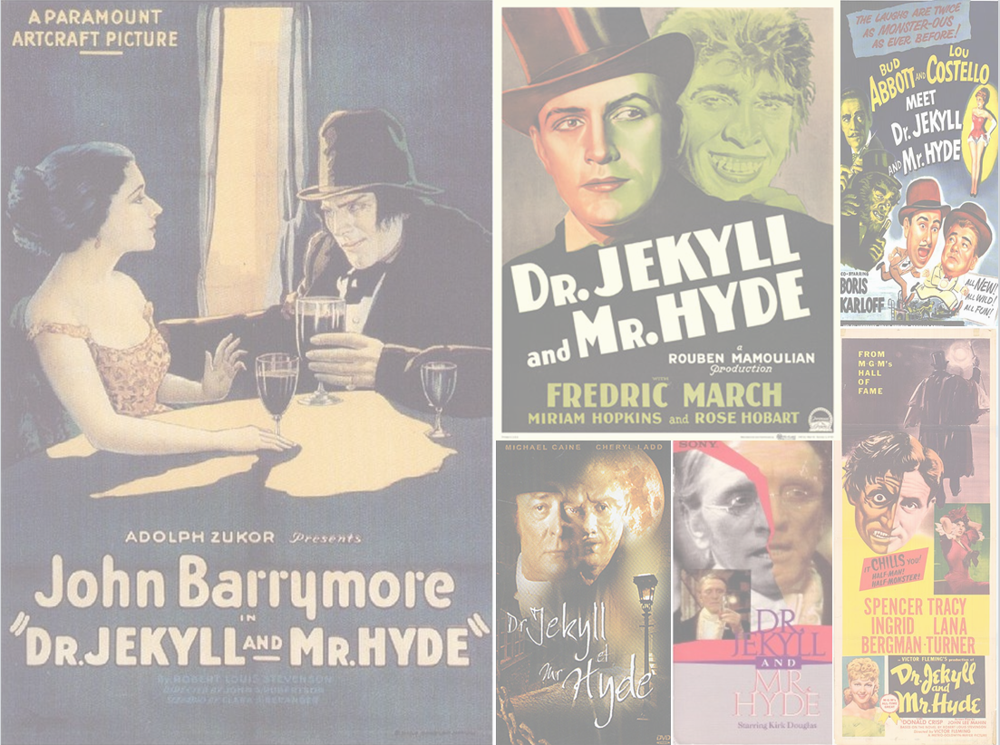 A PARAMOUNT
ARTCRAFT PICTURE
ADOLPH ZUKOR Presents
John Barrymore
IN
"DR. JEKYLL AND MR. HYDE"
BY ROBERT LOUIS STEVENSON
DIRECTED BY JOHN S. ROBERTSON
DR. JEKYLL
and MR. HYDE
a
ROUBEN MAMOULIAN
Production
WITH
FREDRIC MARCH
MIRIAM HOPKINS and ROSE HOBART
THE LAUGHS ARE TWICE
AS MONSTER-OUS
AS EVER BEFORE!
BUD
ABBOTT AND LOU
COSTELLO
MEET
DR. JEKYLL
AND MR. HYDE
CO-STARRING
BORIS
KARLOFF
ALL NEW!
ALL WILD!
ALL FUN!
MICHAEL CAINE CHERYL LADD
Dr. Jekyll
et
Mr Hyde
DVD
SONY
DR.
JEKYLL
AND
MR.
HYDE
Starring Kirk Douglas
FROM
M-G-M's
HALL
OF
FAME
IT CHILLS YOU!
HALF-MAN!
HALF-MONSTER!
SPENCER TRACY
INGRID LANA
BERGMAN · TURNER
VICTOR FLEMING'S production of
Dr. Jekyll
and
Mr. Hyde
DONALD CRISP